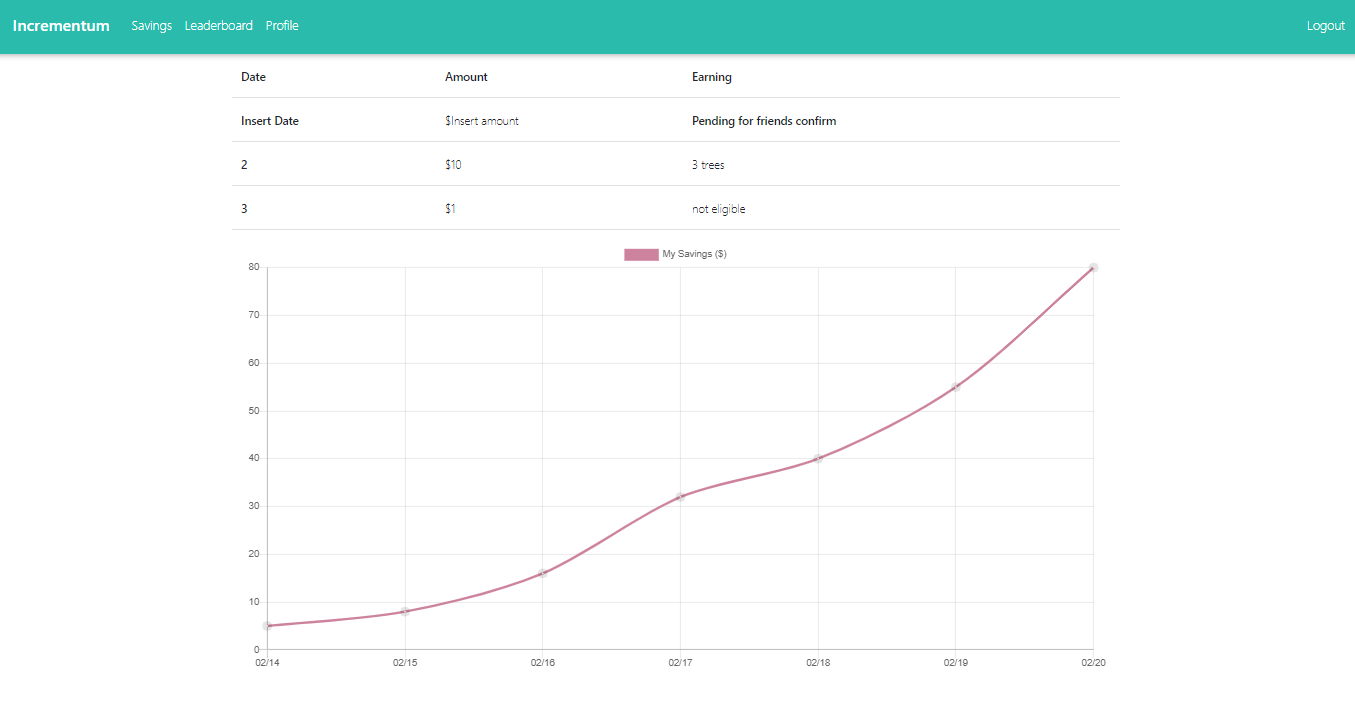 Incrementum Savings Leaderboard Profile Logout
Date Amount Earning
Insert Date $Insert amount Pending for friends confirm
2 $10 3 trees
3 $1 not eligible
My Savings ($)
80
70
60
50
40
30
20
10
0
02/14 02/15 02/16 02/17 02/18 02/19 02/20